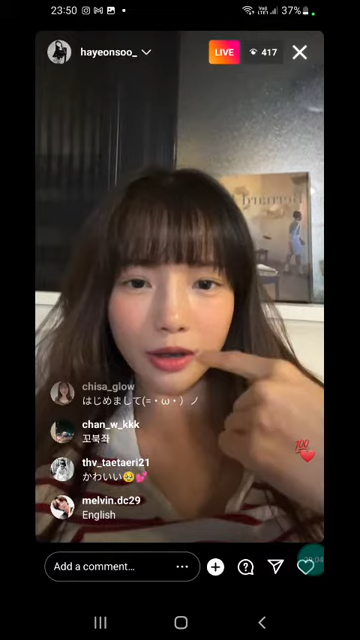 23:50
37%
hayeonsoo_
LIVE
417
Bernard
chisa_glow
はじめまして(=・ω・）ノ
chan_w_kkk
꼬북좌
thv_taetaeri21
かわいい🥹💕
melvin.dc29
English
💯
Add a comment…